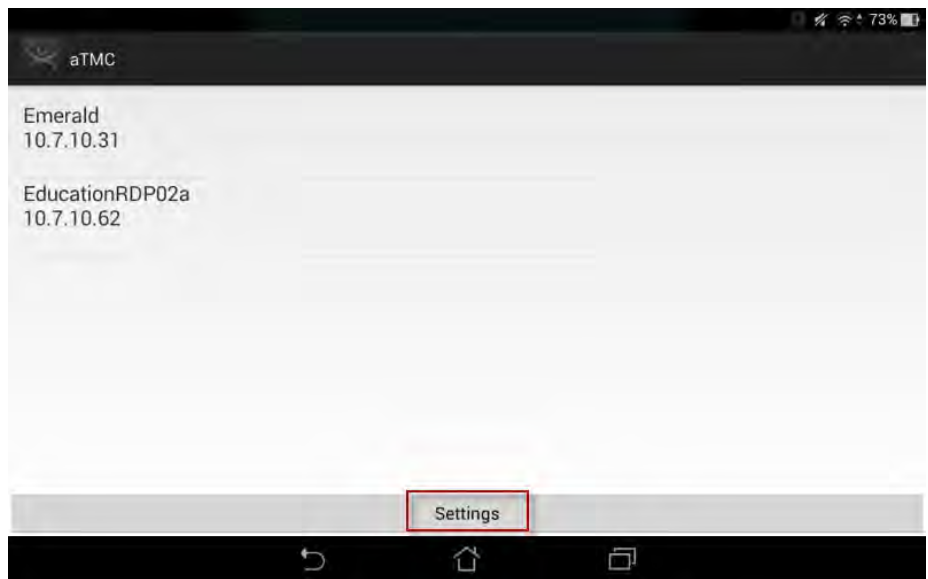 73%
aTMC
Emerald
10.7.10.31
EducationRDP02a
10.7.10.62
Settings